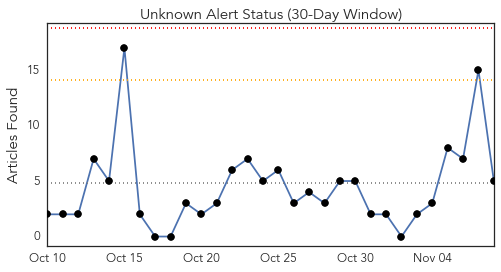 Unknown Alert Status (30-Day Window)
Articles Found
15
10
5
0
Oct 10
Oct 15
Oct 20
Oct 25
Oct 30
Nov 04